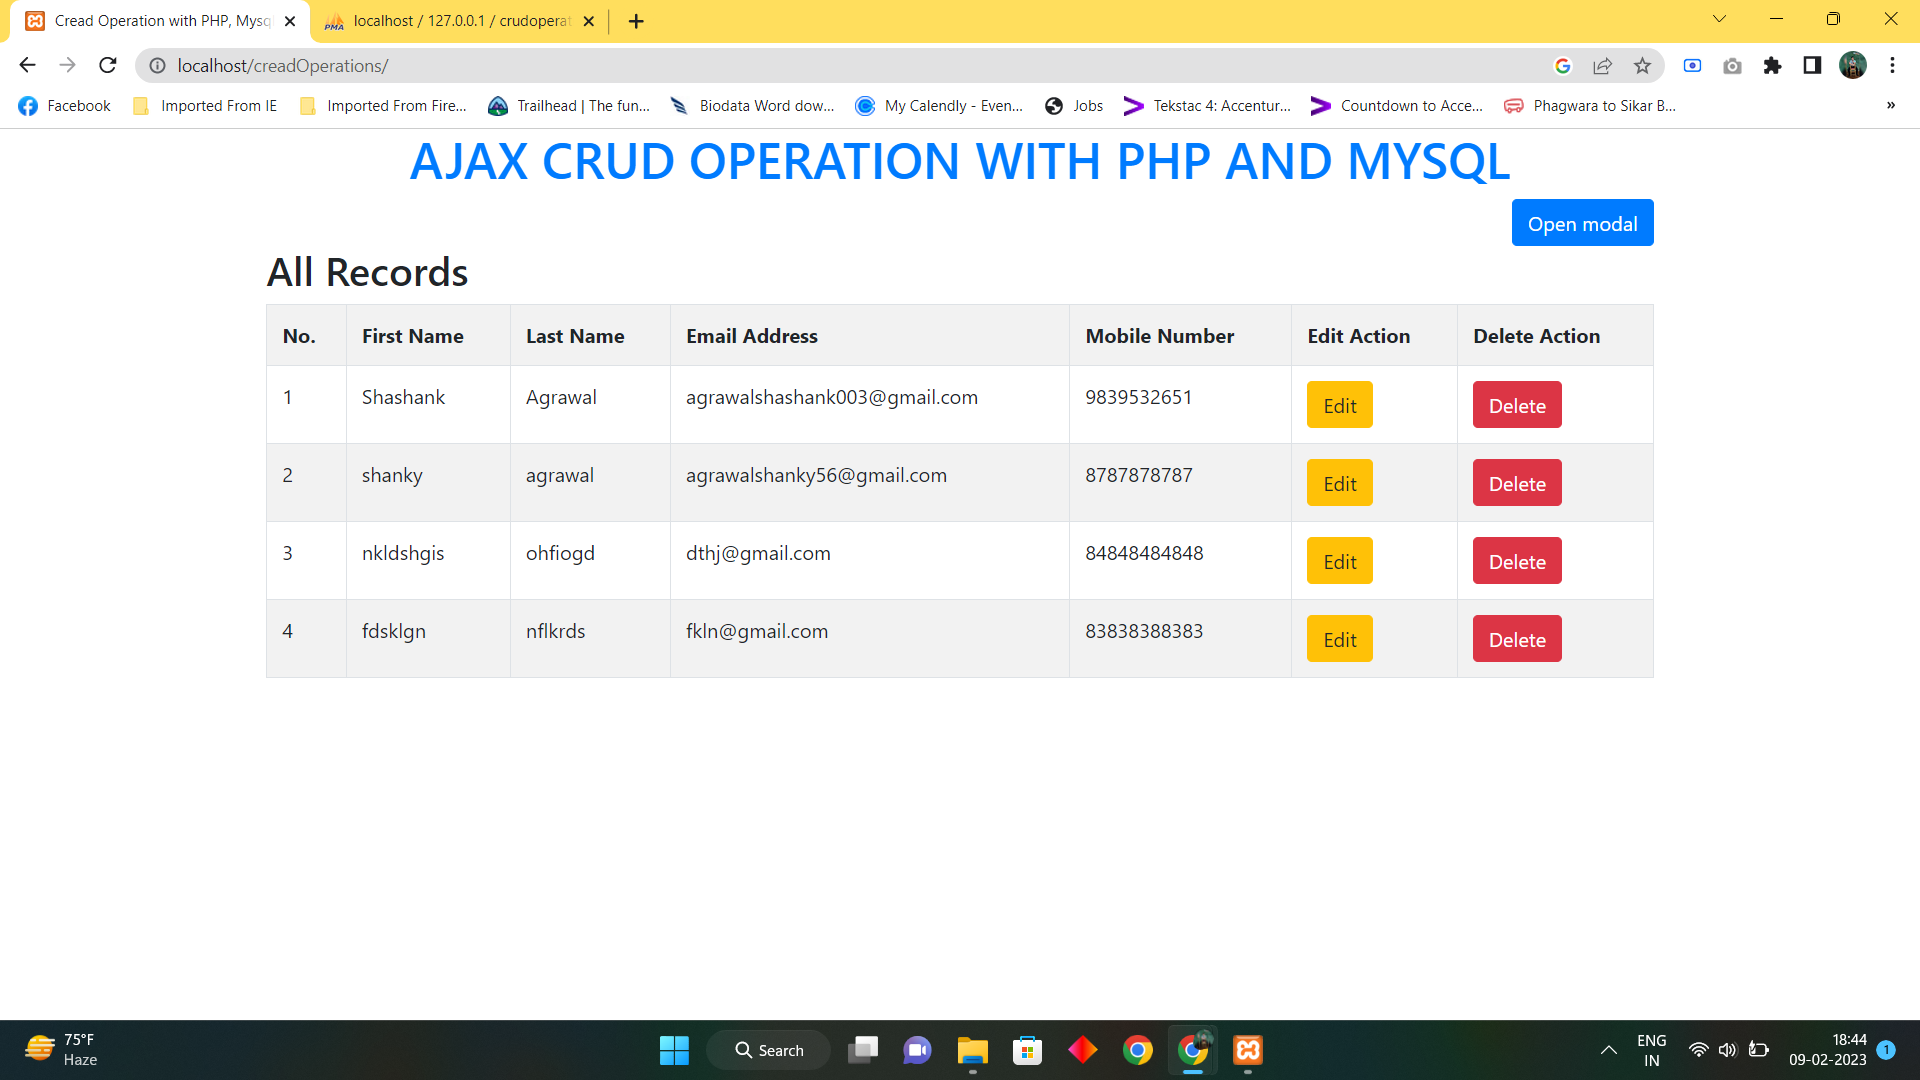 Cread Operation with PHP, Mysq
localhost / 127.0.0.1 / crudoperat
localhost/creadOperations/
Facebook Imported From IE Imported From Fire... Trailhead | The fun... Biodata Word dow... My Calendly - Even... Jobs Tekstac 4: Accentur... Countdown to Acce... Phagwara to Sikar B... »
AJAX CRUD OPERATION WITH PHP AND MYSQL
Open modal
All Records
No. First Name Last Name Email Address Mobile Number Edit Action Delete Action
1 Shashank Agrawal agrawalshashank003@gmail.com 9839532651 Edit Delete
2 shanky agrawal agrawalshanky56@gmail.com 8787878787 Edit Delete
3 nkldshgis ohfiogd dthj@gmail.com 84848484848 Edit Delete
4 fdsklgn nflkrds fkln@gmail.com 83838388383 Edit Delete
75°F
Haze
Search
ENG
IN
18:44
09-02-2023
1